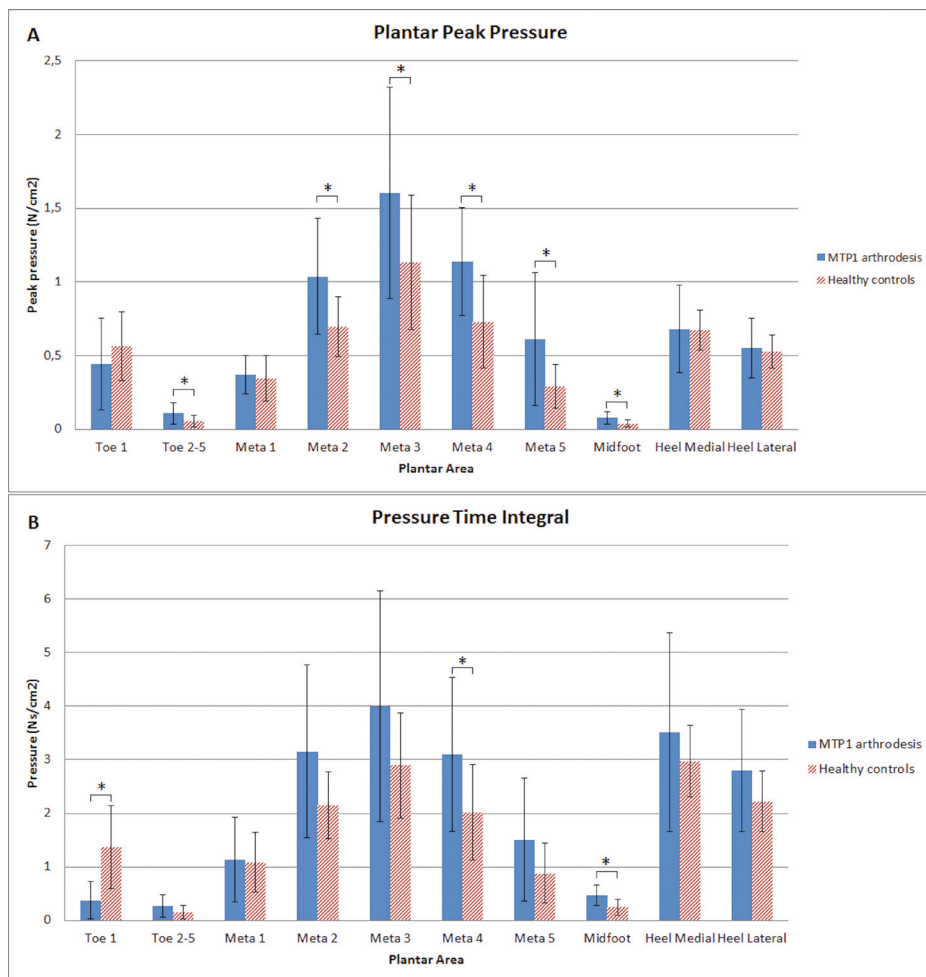 A
Plantar Peak Pressure
Peak pressure (N/cm2)
2,5
2
1,5
1
0,5
0
*
*
*
*
*
*
Toe 1 Toe 2-5 Meta 1 Meta 2 Meta 3 Meta 4 Meta 5 Midfoot Heel Medial Heel Lateral
Plantar Area
MTP1 arthrodesis
Healthy controls
B
Pressure Time Integral
Pressure (Ns/cm2)
7
6
5
4
3
2
1
0
*
*
*
Toe 1 Toe 2-5 Meta 1 Meta 2 Meta 3 Meta 4 Meta 5 Midfoot Heel Medial Heel Lateral
Plantar Area
MTP1 arthrodesis
Healthy controls